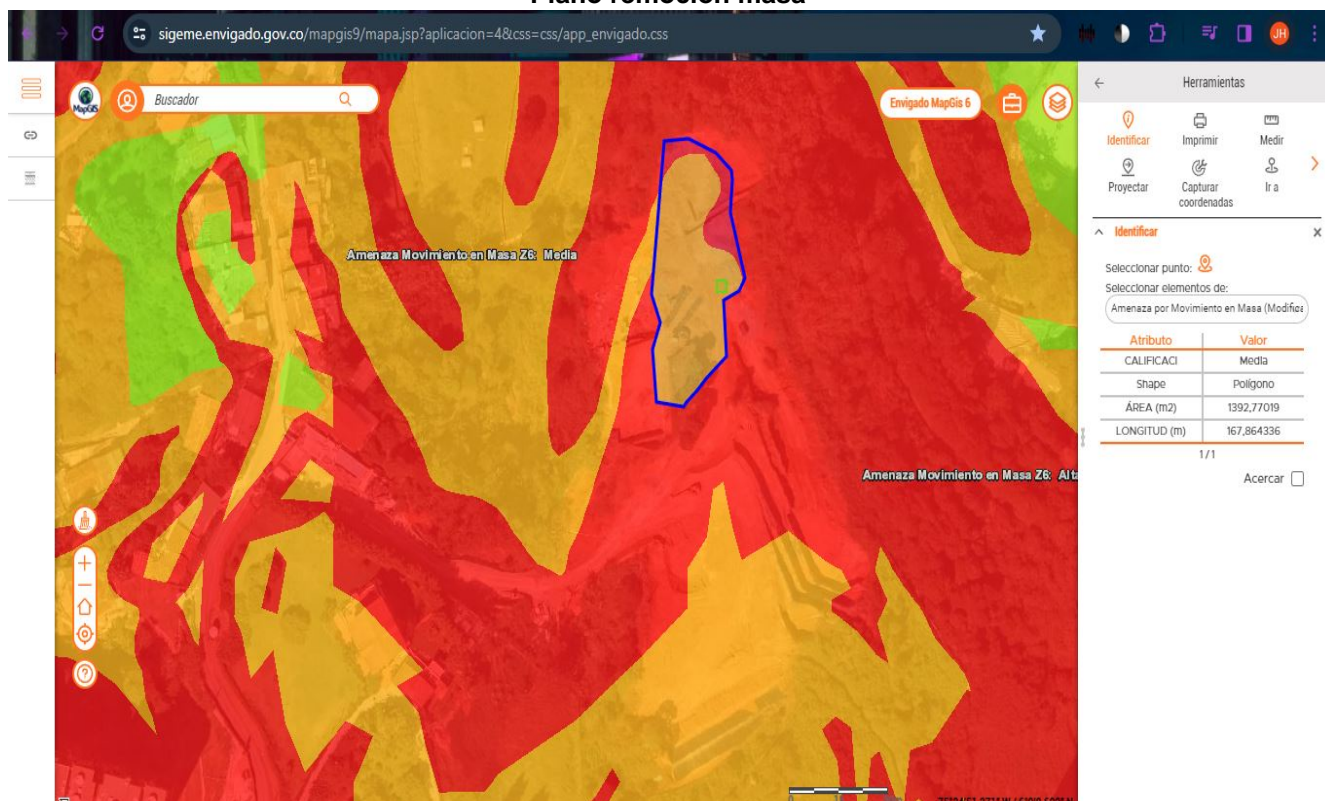 Plano remoción masa
sigeme.envigado.gov.co/mapgis9/mapa.jsp?aplicacion=4&css=css/app_envigado.css
JH
MapGIS
Buscador
Envigado MapGis 6
Herramientas
Identificar
Imprimir
Medir
Proyectar
Capturar coordenadas
Ir a
Identificar
Seleccionar punto:
Seleccionar elementos de:
Amenaza por Movimiento en Masa (Modifica
Atributo Valor
CALIFICACI Media
Shape Polígono
ÁREA (m2) 1392,77019
LONGITUD (m) 167,864336
1/1
Acercar
Amenaza Movimiento en Masa Z6: Media
Amenaza Movimiento en Masa Z6: Alta